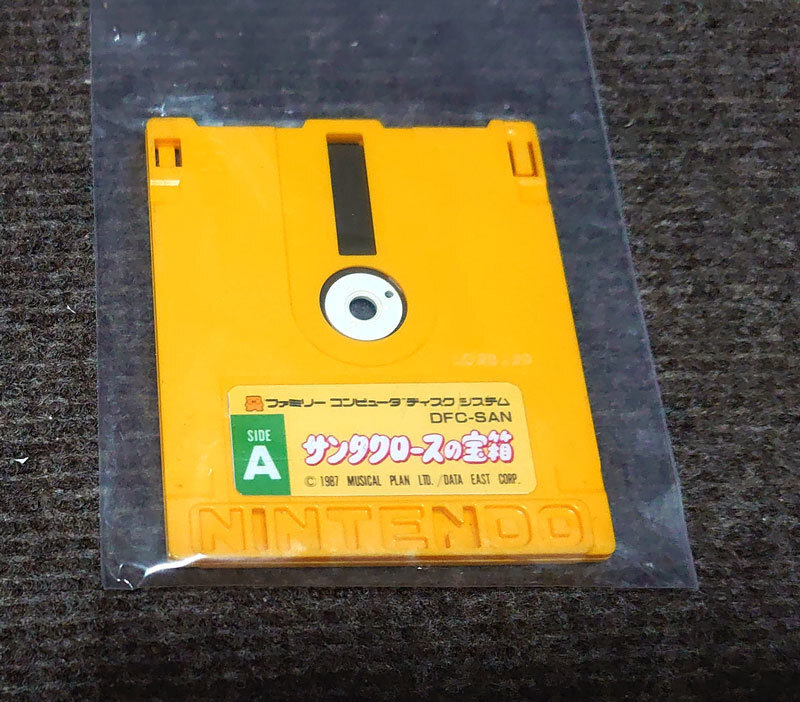 ファミリー コンピュータ ディスク システム
DFC-SAN
SIDE
A
サンタクロースの宝箱
© 1987 MUSICAL PLAN LTD./DATA EAST CORP.
NINTENDO